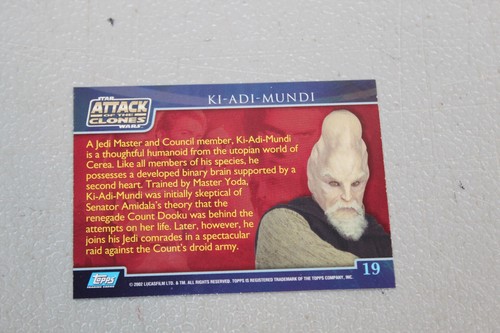 KI-ADI-MUNDI
STAR
ATTACK
OF THE
CLONES
WARS
A Jedi Master and Council member, Ki-Adi-Mundi
is a thoughtful humanoid from the utopian world of
Cerea. Like all members of his species, he
possesses a developed binary brain supported by a
second heart. Trained by Master Yoda,
Ki-Adi-Mundi was initially skeptical of
Senator Amidala's theory that the
renegade Count Dooku was behind the
attempts on her life. Later, however, he
joins his Jedi comrades in a spectacular
raid against the Count's droid army.
19
Topps
© 2002 LUCASFILM LTD. & TM. ALL RIGHTS RESERVED. TOPPS IS REGISTERED TRADEMARK OF THE TOPPS COMPANY, INC.